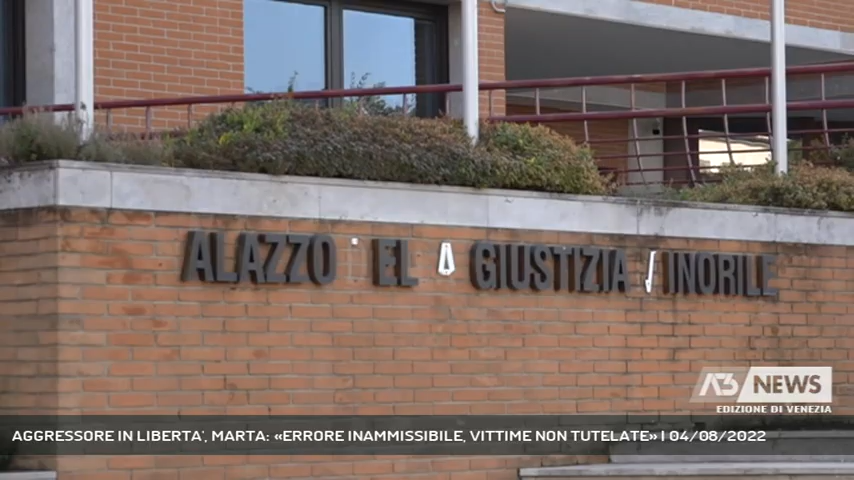 ALAZZO EL GIUSTIZIA INORILE
A3 NEWS
EDIZIONE DI VENEZIA
AGGRESSORE IN LIBERTA', MARTA: «ERRORE INAMMISSIBILE, VITTIME NON TUTELATE» | 04/08/2022